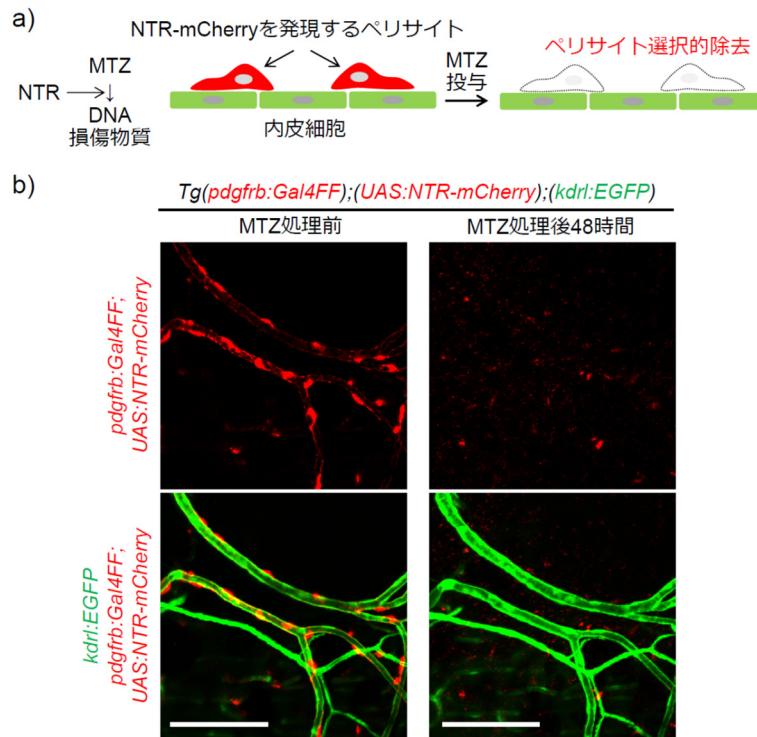 a)
NTR-mCherryを発現するペリサイト
MTZ
NTR
DNA
損傷物質
内皮細胞
MTZ
投与
ペリサイト選択的除去
b)
Tg(pdgfrb:Gal4FF);(UAS:NTR-mCherry);(kdrl:EGFP)
MTZ処理前
MTZ処理後48時間
pdgfrb:Gal4FF;
UAS:NTR-mCherry
kdrl:EGFP
pdgfrb:Gal4FF;
UAS:NTR-mCherry